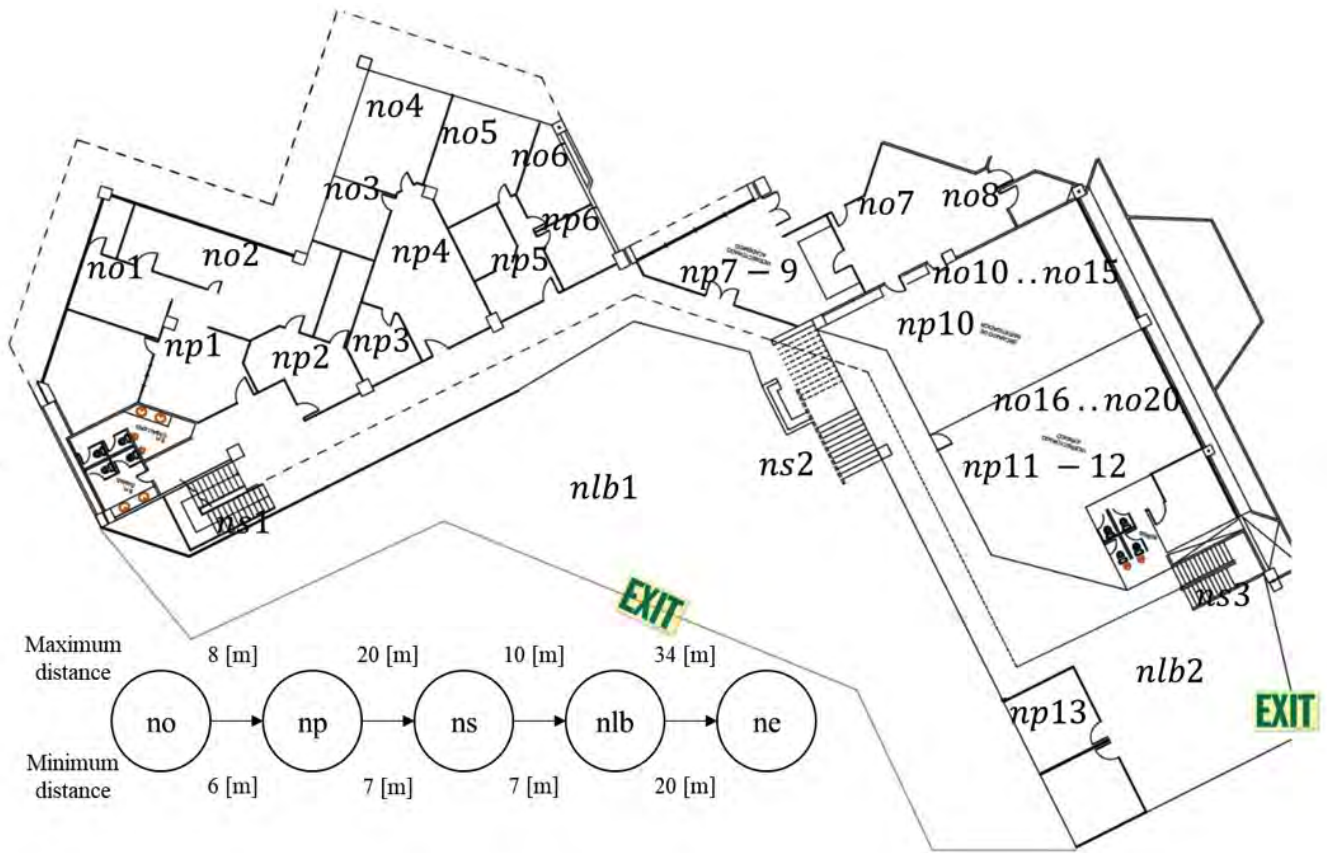 no4
no5
no6
no3
no7
no8
np6
no1
no2
np4
np5
np7 − 9
no10 ..no15
np10
np1
np2
np3
no16 ..no20
np11 − 12
ns2
nlb1
ns1
EXIT
ns3
nlb2
EXIT
np13
Maximum
distance
8 [m]
20 [m]
10 [m]
34 [m]
no
np
ns
nlb
ne
Minimum
distance
6 [m]
7 [m]
7 [m]
20 [m]